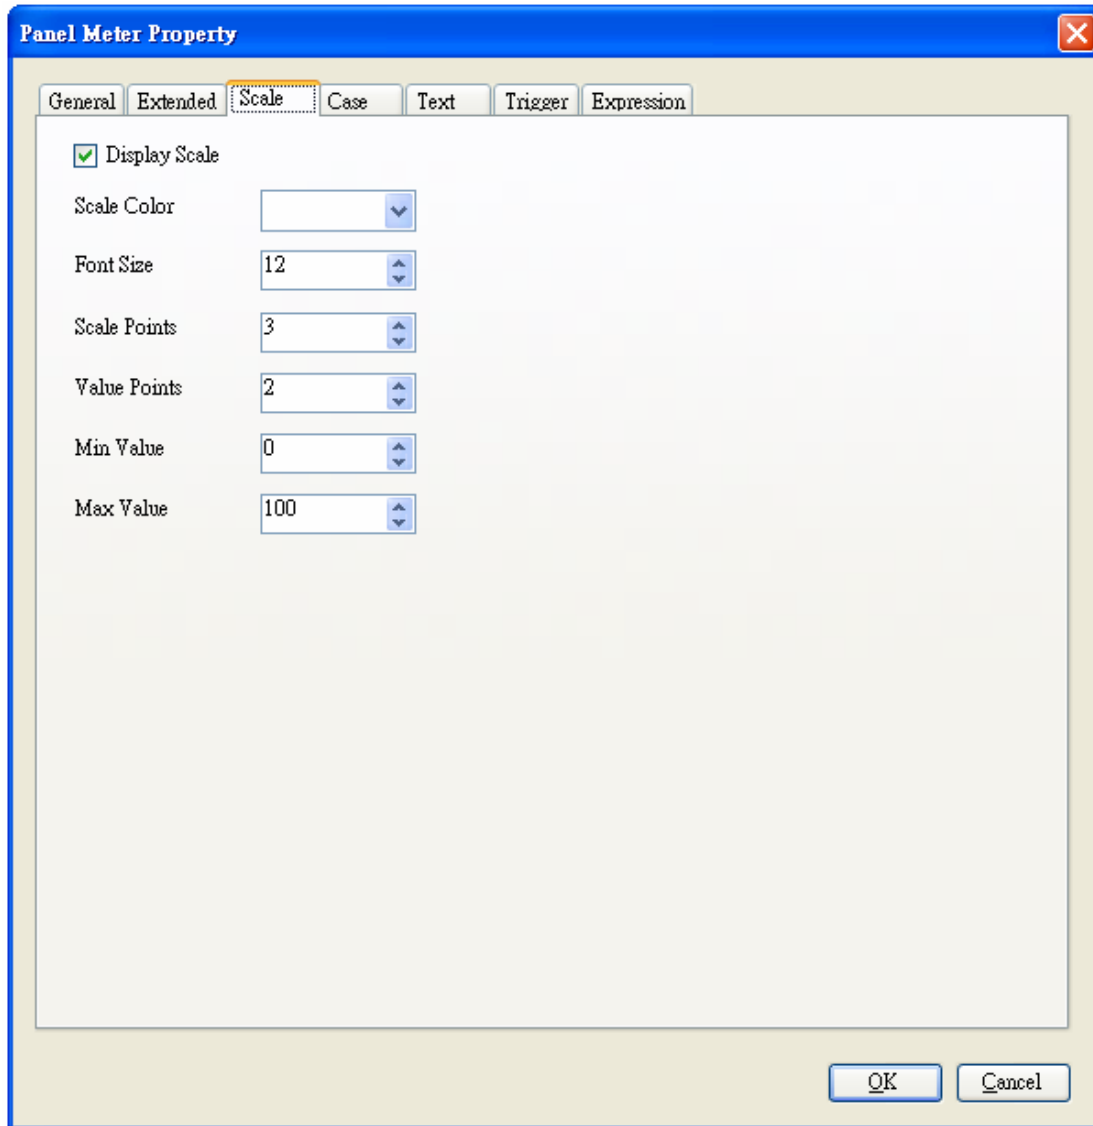 Panel Meter Property
General Extended Scale Case Text Trigger Expression
Display Scale
Scale Color
Font Size 12
Scale Points 3
Value Points 2
Min Value 0
Max Value 100
OK Cancel